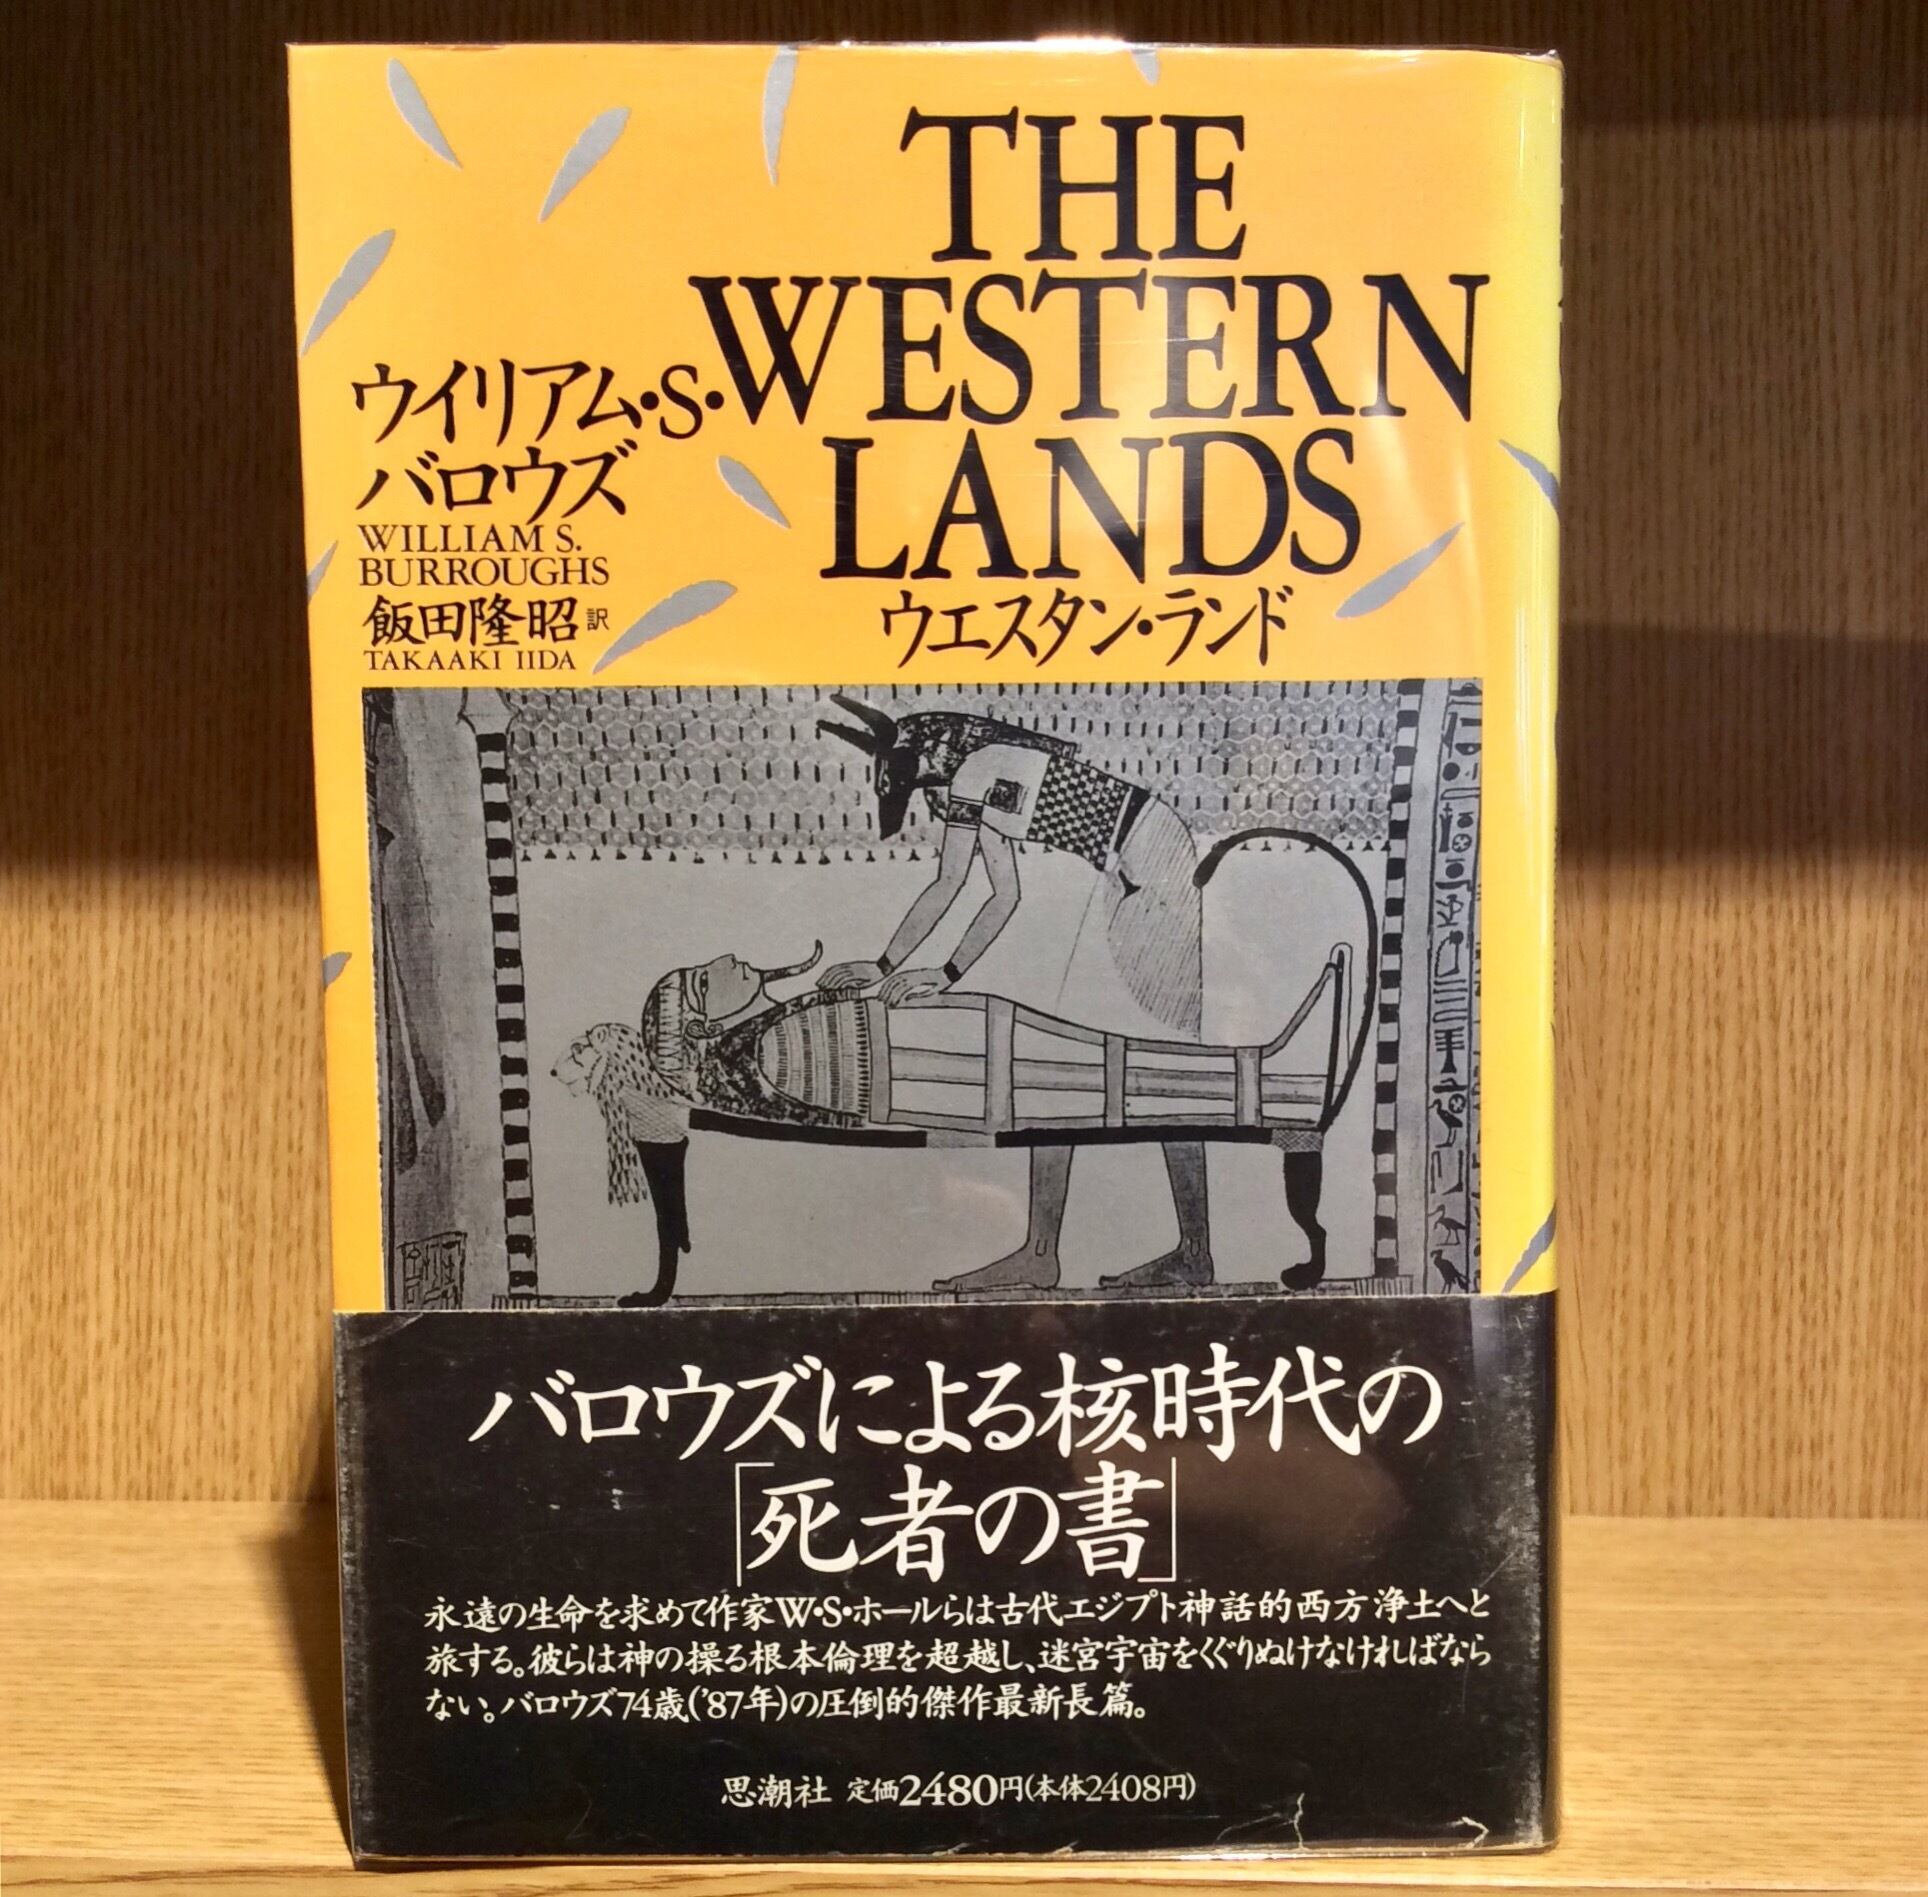 THE
WESTERN
LANDS
ウエスタン・ランド
ウイリアム・S・
バロウズ
WILLIAM S.
BURROUGHS
飯田隆昭 訳
TAKAAKI IIDA
バロウズによる核時代の
「死者の書」
永遠の生命を求めて作家W・S・ホールらは古代エジプト神話的西方浄土へと
旅する。彼らは神の操る根本倫理を超越し、迷宮宇宙をくぐりぬけなければなら
ない。バロウズ74歳('87年)の圧倒的傑作最新長篇。
思潮社 定価2480円(本体2408円)